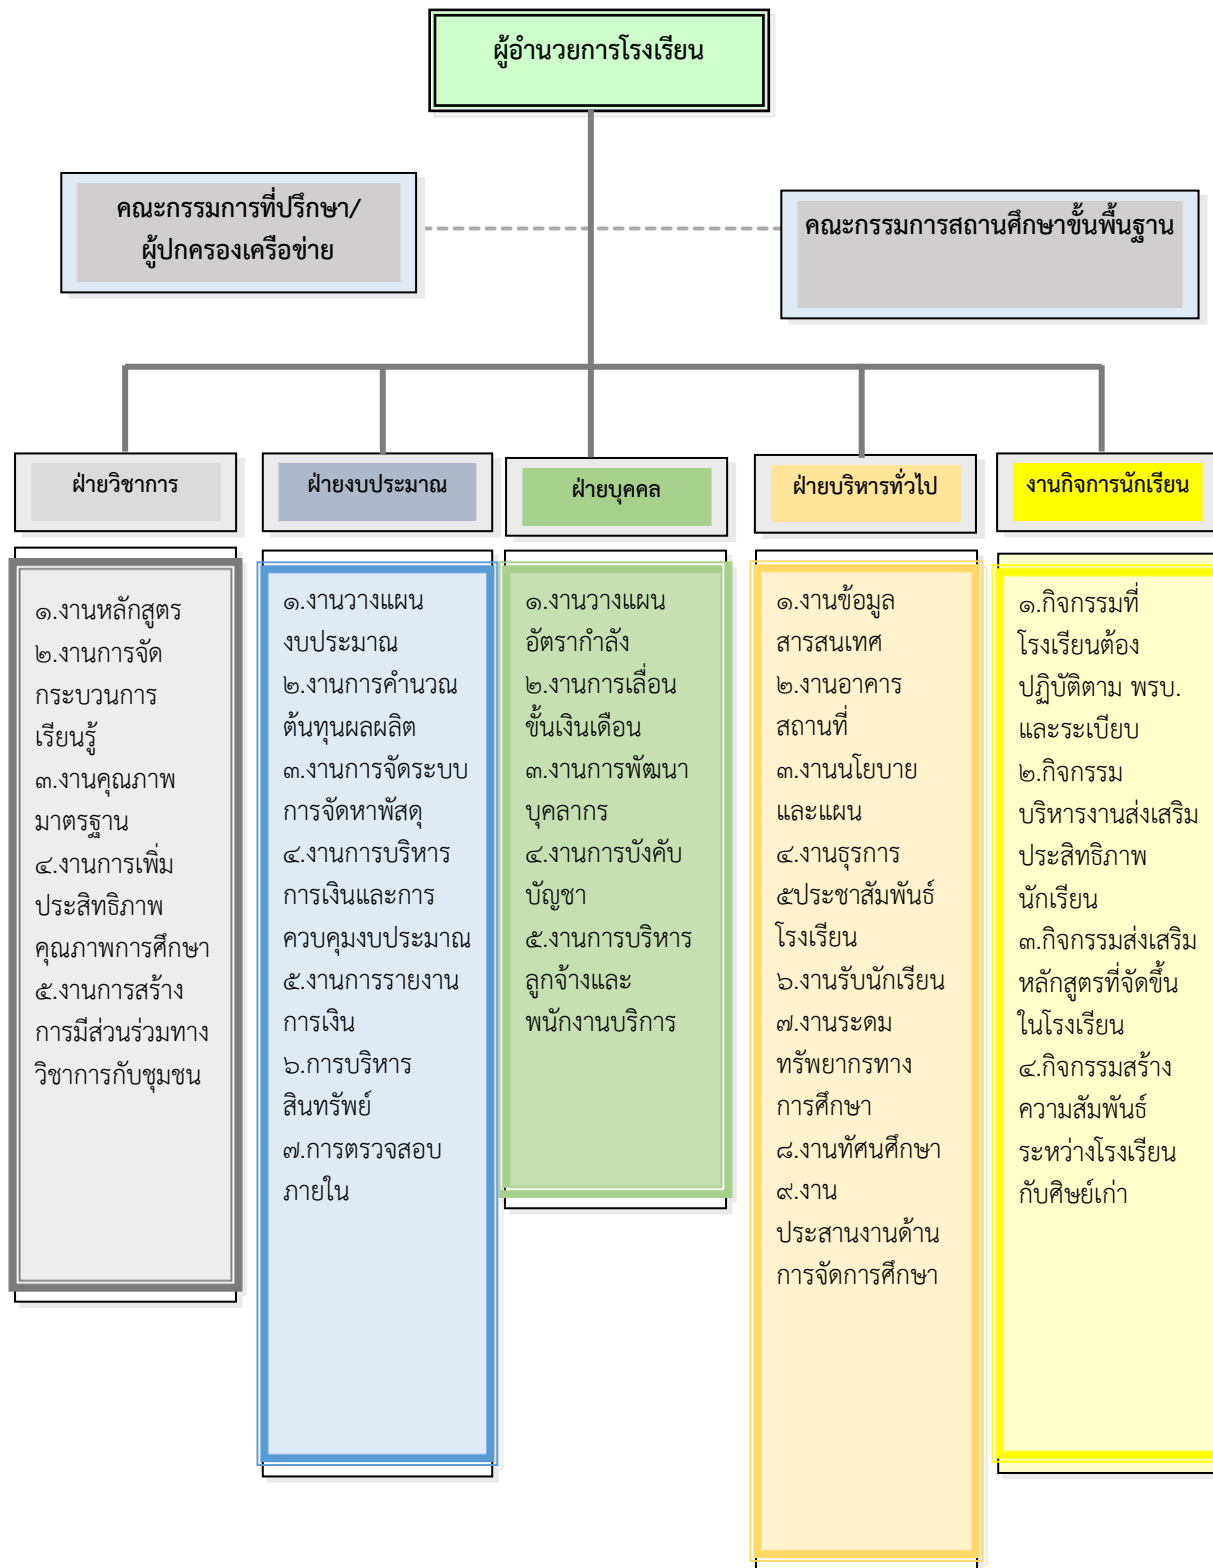 ผู้อำนวยการโรงเรียน
คณะกรรมการที่ปรึกษา/
ผู้ปกครองเครือข่าย
คณะกรรมการสถานศึกษาขั้นพื้นฐาน
ฝ่ายวิชาการ
๑.งานหลักสูตร
๒.งานการจัด
กระบวนการ
เรียนรู้
๓.งานคุณภาพ
มาตรฐาน
๔.งานการเพิ่ม
ประสิทธิภาพ
คุณภาพการศึกษา
๕.งานการสร้าง
การมีส่วนร่วมทาง
วิชาการกับชุมชน
ฝ่ายงบประมาณ
๑.งานวางแผน
งบประมาณ
๒.งานการคำนวณ
ต้นทุนผลผลิต
๓.งานการจัดระบบ
การจัดหาพัสดุ
๔.งานการบริหาร
การเงินและการ
ควบคุมงบประมาณ
๕.งานการรายงาน
การเงิน
๖.การบริหาร
สินทรัพย์
๗.การตรวจสอบ
ภายใน
ฝ่ายบุคคล
๑.งานวางแผน
อัตรากำลัง
๒.งานการเลื่อน
ขั้นเงินเดือน
๓.งานการพัฒนา
บุคลากร
๔.งานการบังคับ
บัญชา
๕.งานการบริหาร
ลูกจ้างและ
พนักงานบริการ
ฝ่ายบริหารทั่วไป
๑.งานข้อมูล
สารสนเทศ
๒.งานอาคาร
สถานที่
๓.งานนโยบาย
และแผน
๔.งานธุรการ
๕ประชาสัมพันธ์
โรงเรียน
๖.งานรับนักเรียน
๗.งานระดม
ทรัพยากรทาง
การศึกษา
๘.งานทัศนศึกษา
๙.งาน
ประสานงานด้าน
การจัดการศึกษา
งานกิจการนักเรียน
๑.กิจกรรมที่
โรงเรียนต้อง
ปฏิบัติตาม พรบ.
และระเบียบ
๒.กิจกรรม
บริหารงานส่งเสริม
ประสิทธิภาพ
นักเรียน
๓.กิจกรรมส่งเสริม
หลักสูตรที่จัดขึ้น
ในโรงเรียน
๔.กิจกรรมสร้าง
ความสัมพันธ์
ระหว่างโรงเรียน
กับศิษย์เก่า